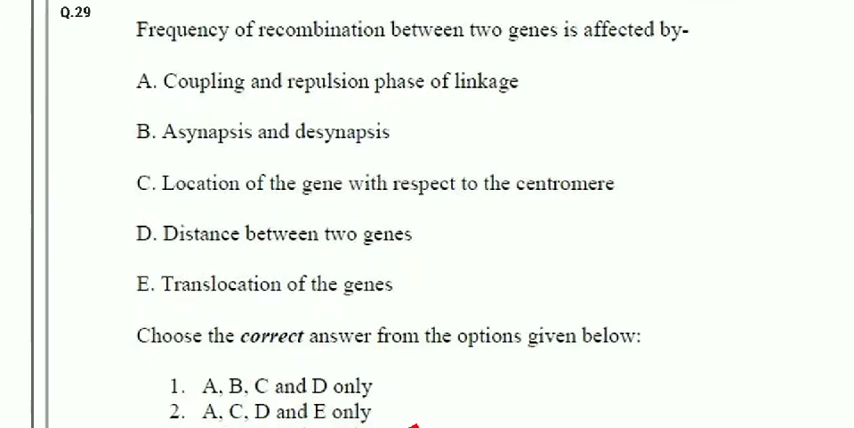 Q.29
Frequency of recombination between two genes is affected by-
A. Coupling and repulsion phase of linkage
B. Asynapsis and desynapsis
C. Location of the gene with respect to the centromere
D. Distance between two genes
E. Translocation of the genes
Choose the correct answer from the options given below:
1. A, B, C and D only
2. A, C, D and E only